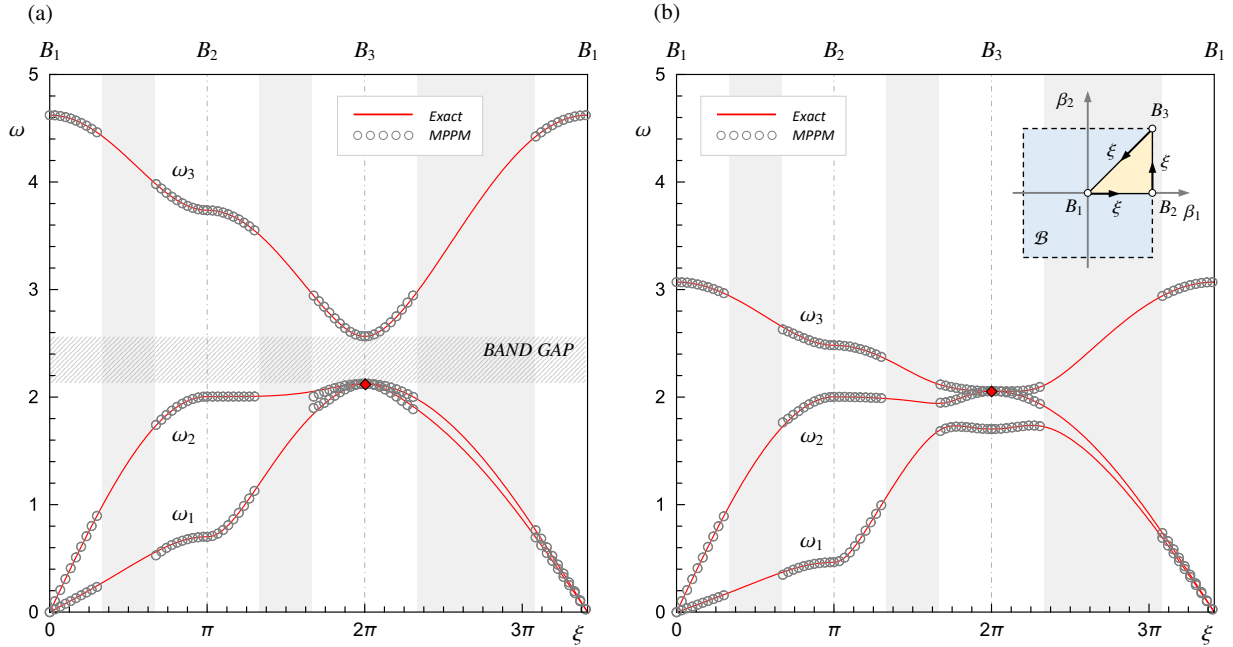 (a)
B₁ B₂ B₃ B₁
5
ω
4
3
2
1
0
Exact
MPPM
ω₃
BAND GAP
ω₂
ω₁
0 π 2π 3π ξ
(b)
B₁ B₂ B₃ B₁
5
ω
4
3
2
1
0
Exact
MPPM
β₂
B₃
ξ
ξ
B₁
ξ
B₂ β₁
ℬ
ω₃
ω₂
ω₁
0 π 2π 3π ξ